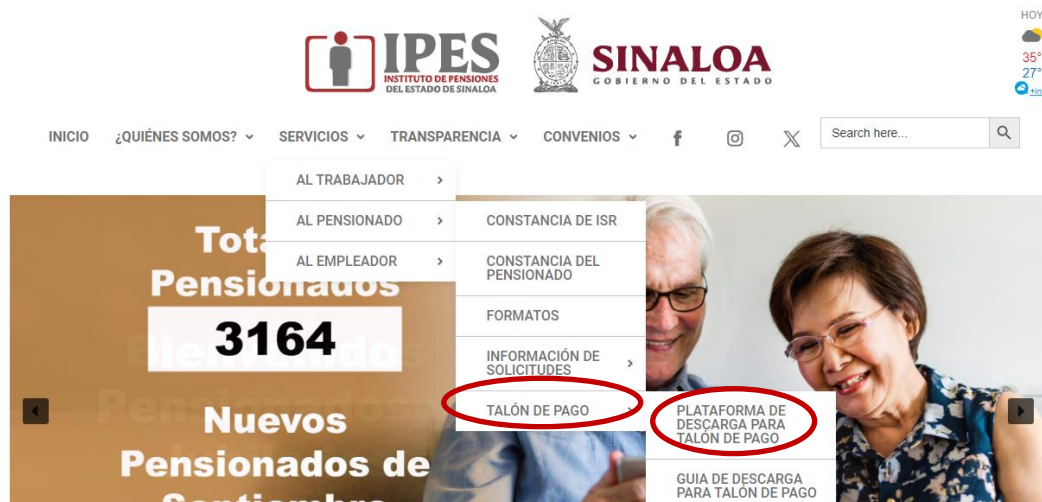 IPES
INSTITUTO DE PENSIONES
DEL ESTADO DE SINALOA
SINALOA
GOBIERNO DEL ESTADO
HOY
35°
27°
+in
INICIO
¿QUIÉNES SOMOS?
SERVICIOS
TRANSPARENCIA
CONVENIOS
Search here...
AL TRABAJADOR
AL PENSIONADO
AL EMPLEADOR
CONSTANCIA DE ISR
CONSTANCIA DEL
PENSIONADO
FORMATOS
INFORMACIÓN DE
SOLICITUDES
TALÓN DE PAGO
PLATAFORMA DE
DESCARGA PARA
TALÓN DE PAGO
GUIA DE DESCARGA
PARA TALÓN DE PAGO
Pensionados
3164
Nuevos
Pensionados de
Septiembre